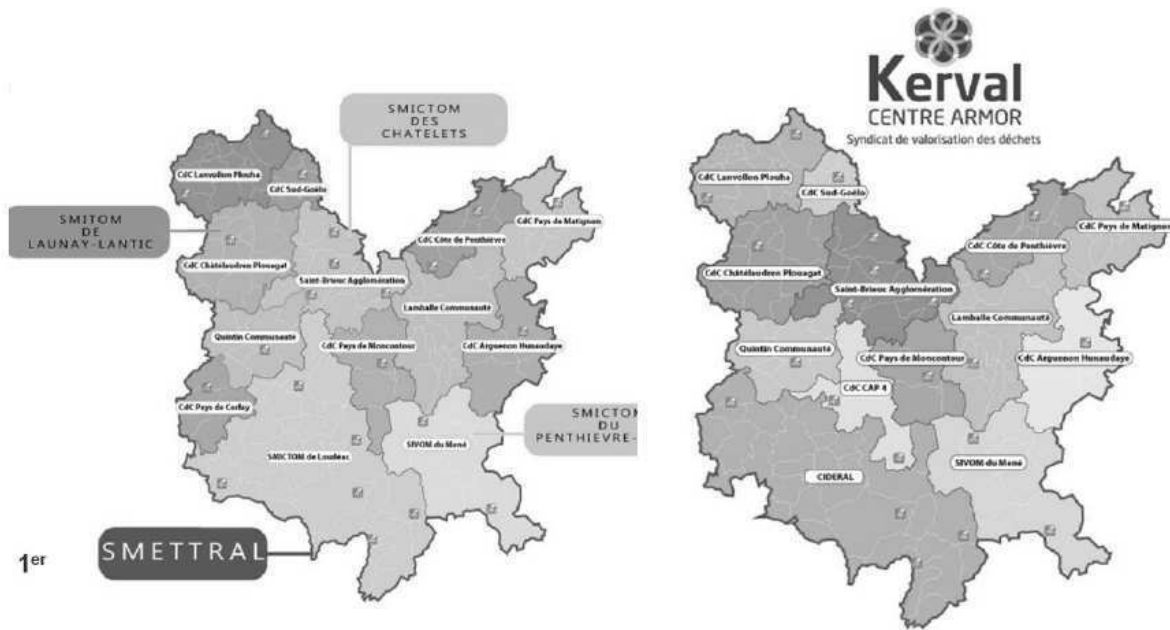 SMICTOM
DES
CHATELETS
CdC Lanvollon Plouha
CdC Sud-Goëlo
SMITOM
DE
LAUNAY-LANTIC
CdC Pays de Matignon
CdC Côte de Penthièvre
CdC Châtelaudren Plouagat
Saint-Brieuc Agglomération
Lamballe Communauté
Quintin Communauté
CdC Pays de Moncontour
CdC Arguenon Hunaudaye
CdC Pays de Corlay
SMICTOM
DU
PENTHIEVRE-
SIVOM du Mené
SMICTOM de Loudéac
SMETTRAL
1er
Kerval
CENTRE ARMOR
Syndicat de valorisation des déchets
CdC Lanvollon Plouha
CdC Sud-Goëlo
CdC Pays de Matignon
CdC Côte de Penthièvre
CdC Châtelaudren Plouagat
Saint-Brieuc Agglomération
Lamballe Communauté
Quintin Communauté
CdC Pays de Moncontour
CdC Arguenon Hunaudaye
CdC CAP 4
SIVOM du Mené
CIDERAL